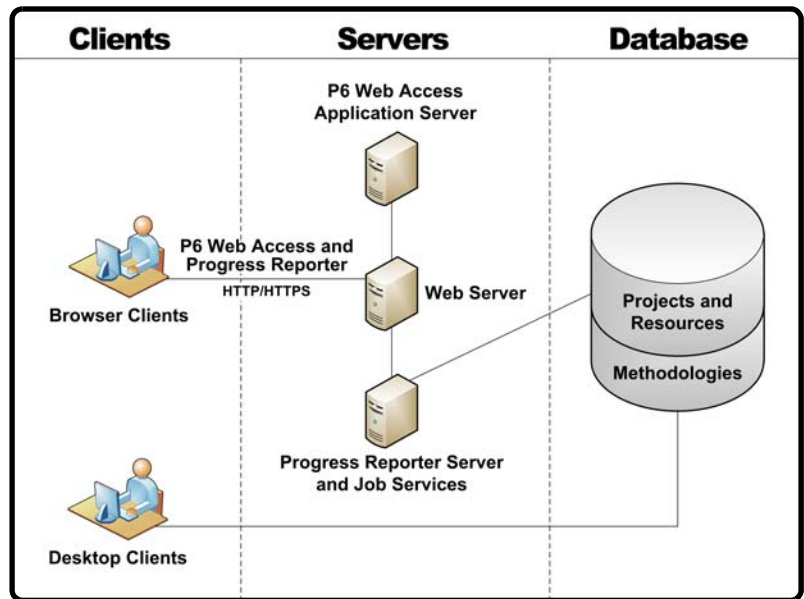 Clients
Servers
Database
P6 Web Access
Application Server
P6 Web Access and
Progress Reporter
HTTP/HTTPS
Browser Clients
Web Server
Projects and
Resources
Methodologies
Progress Reporter Server
and Job Services
Desktop Clients